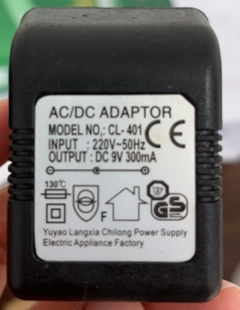 AC/DC ADAPTOR
MODEL NO,: CL- 401
INPUT : 220V~50Hz
OUTPUT : DC 9V 300mA
CE
130℃
F
GS
Yuyao Langxia Chilong Power Supply
Electric Appliance Factory